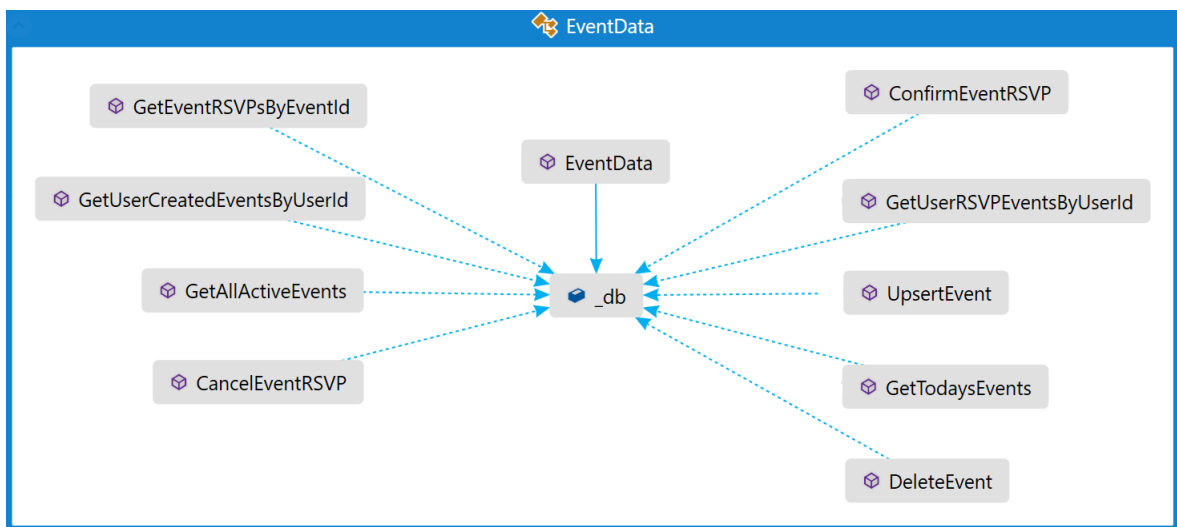 EventData
GetEventRSVPsByEventId
ConfirmEventRSVP
EventData
GetUserCreatedEventsByUserId
GetUserRSVPEventsByUserId
GetAllActiveEvents
_db
UpsertEvent
CancelEventRSVP
GetTodaysEvents
DeleteEvent